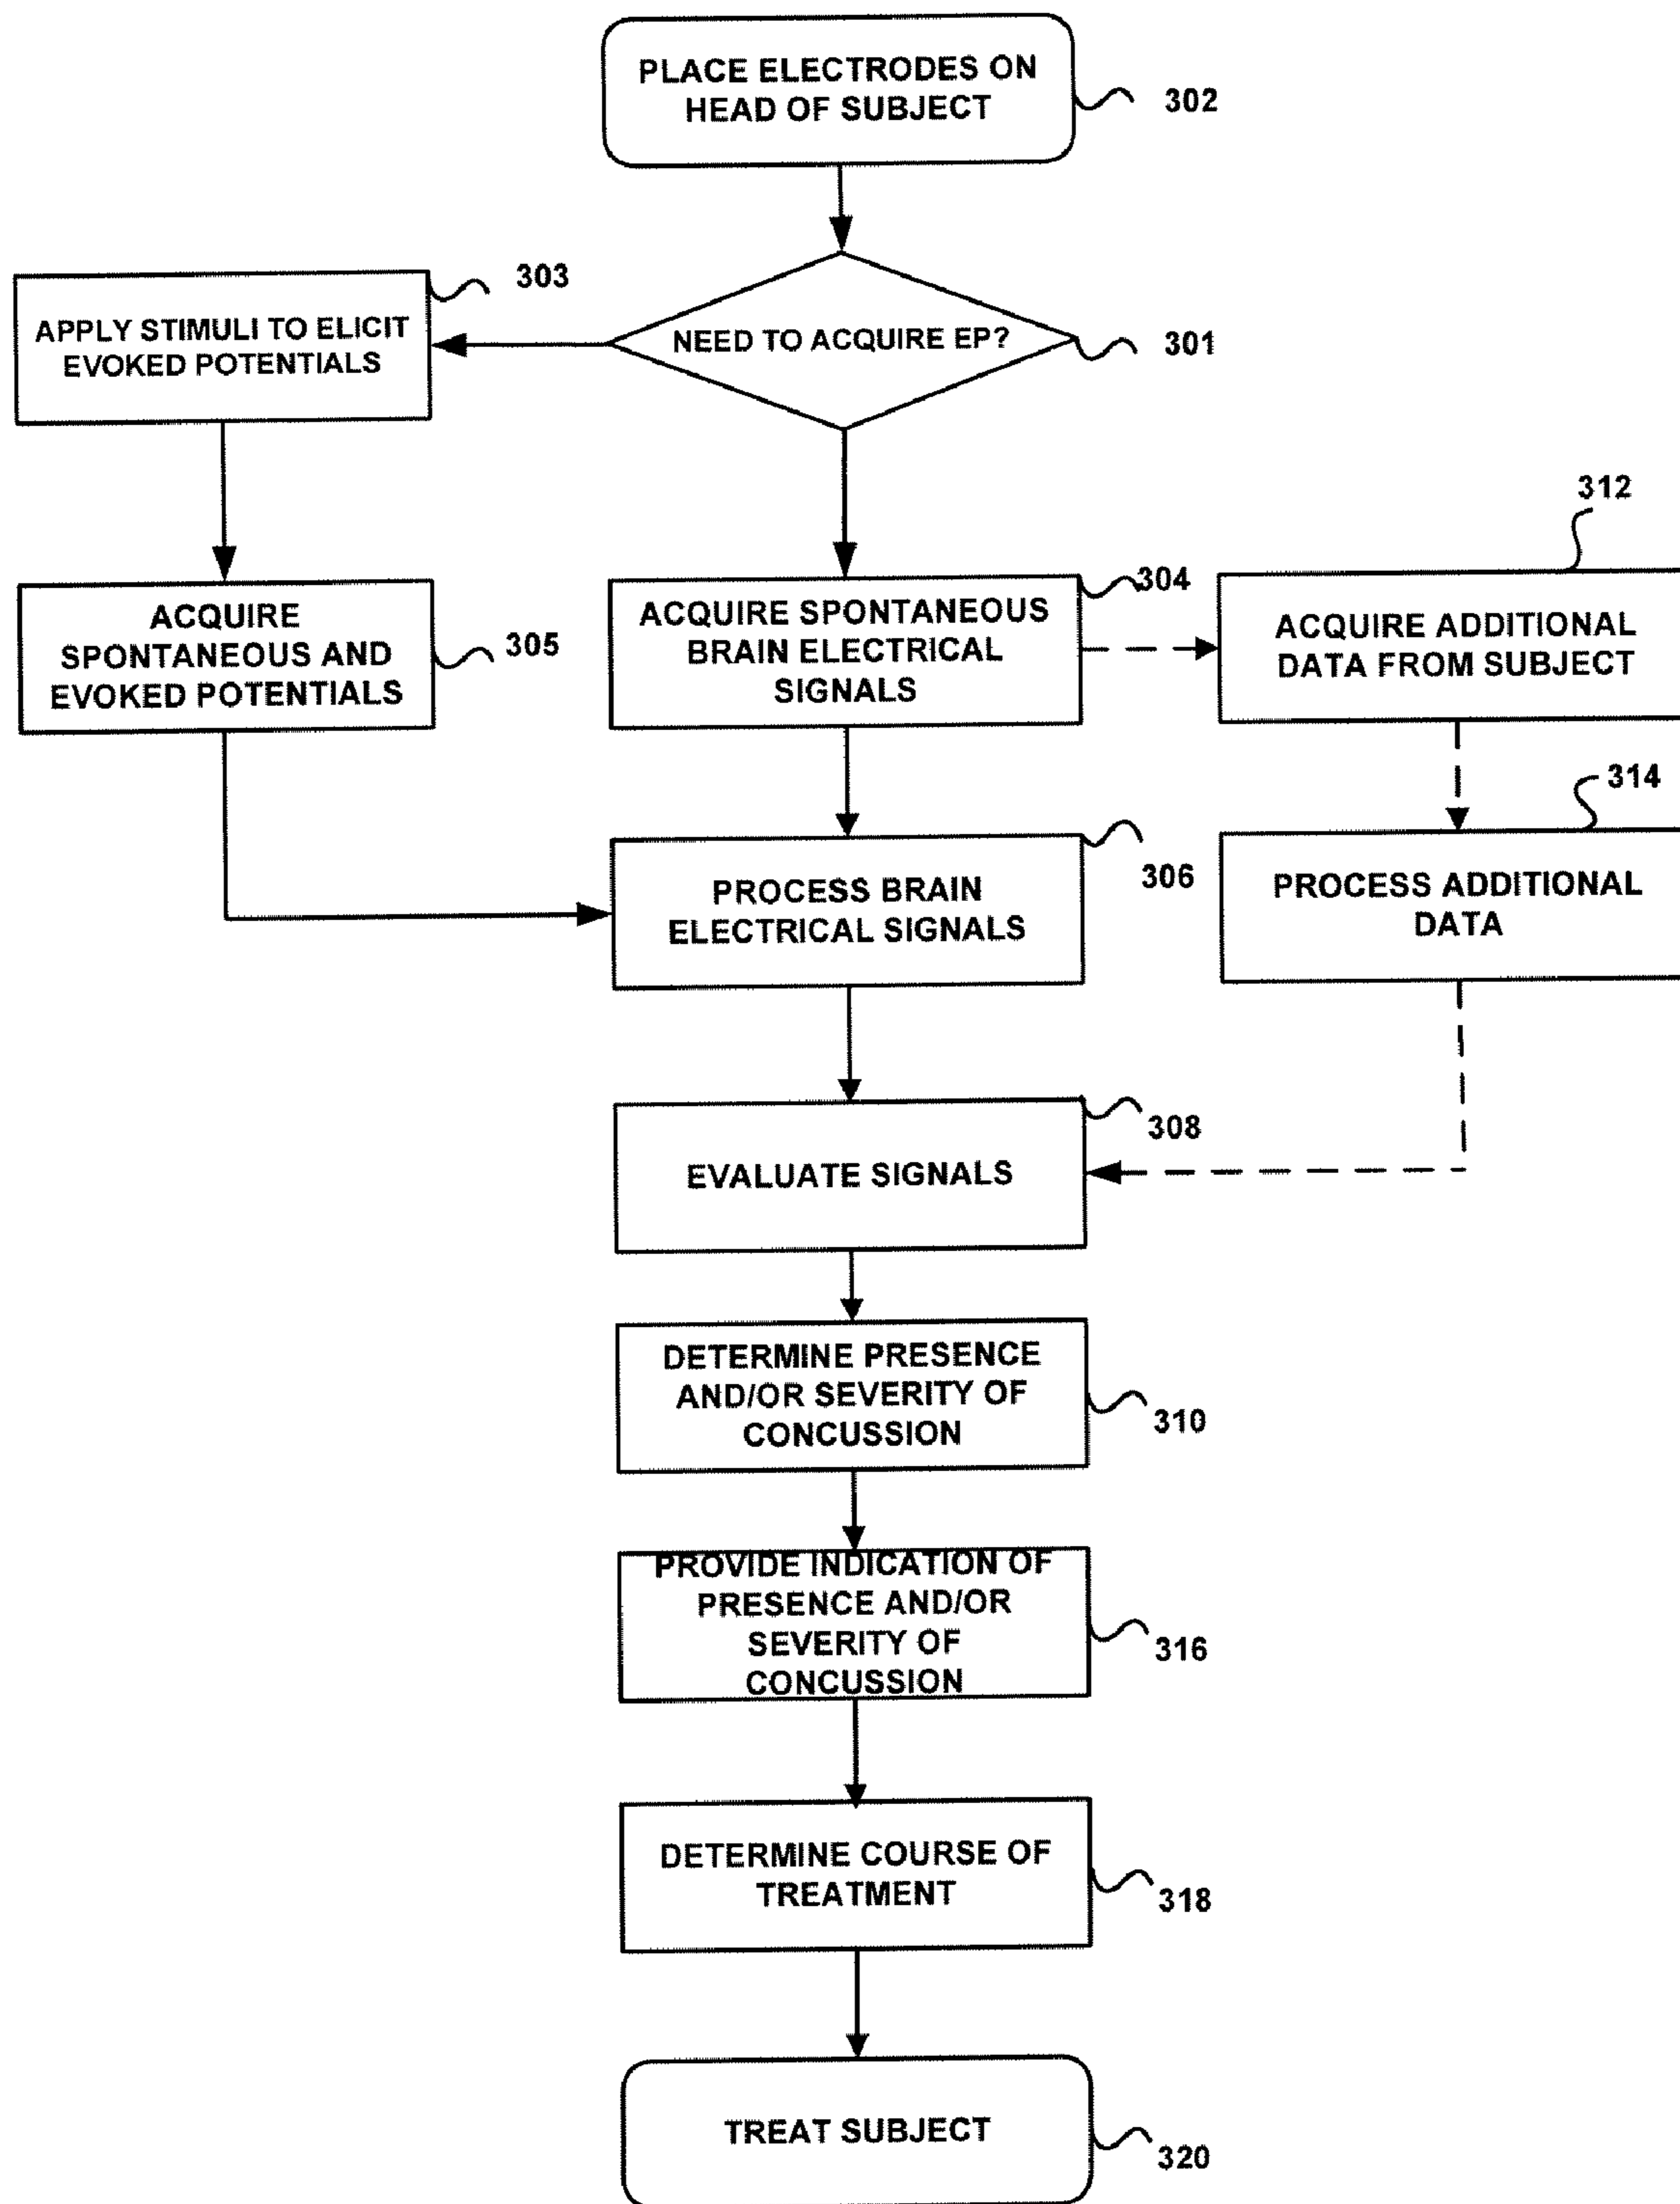 PLACE ELECTRODES ON
HEAD OF SUBJECT
302
303
APPLY STIMULI TO ELICIT
EVOKED POTENTIALS
NEED TO ACQUIRE EP?
301
312
ACQUIRE
SPONTANEOUS AND
EVOKED POTENTIALS
305
ACQUIRE SPONTANEOUS
BRAIN ELECTRICAL
SIGNALS
304
ACQUIRE ADDITIONAL
DATA FROM SUBJECT
314
PROCESS BRAIN
ELECTRICAL SIGNALS
306
PROCESS ADDITIONAL
DATA
EVALUATE SIGNALS
308
DETERMINE PRESENCE
AND/OR SEVERITY OF
CONCUSSION
310
PROVIDE INDICATION OF
PRESENCE AND/OR
SEVERITY OF
CONCUSSION
316
DETERMINE COURSE OF
TREATMENT
318
TREAT SUBJECT
320